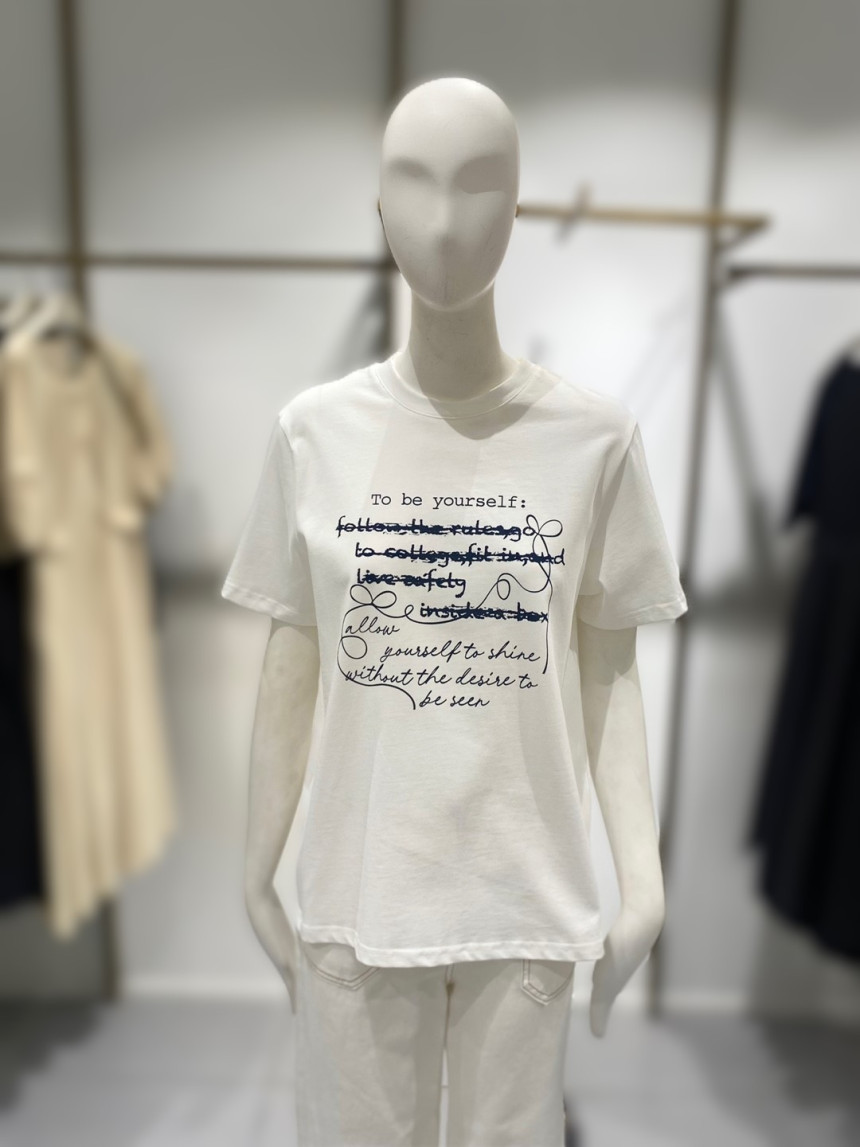 To be yourself:
follow the rules,go
to college,fit in,and
live safely
inside a box
allow
yourself to shine
without the desire to
be seen